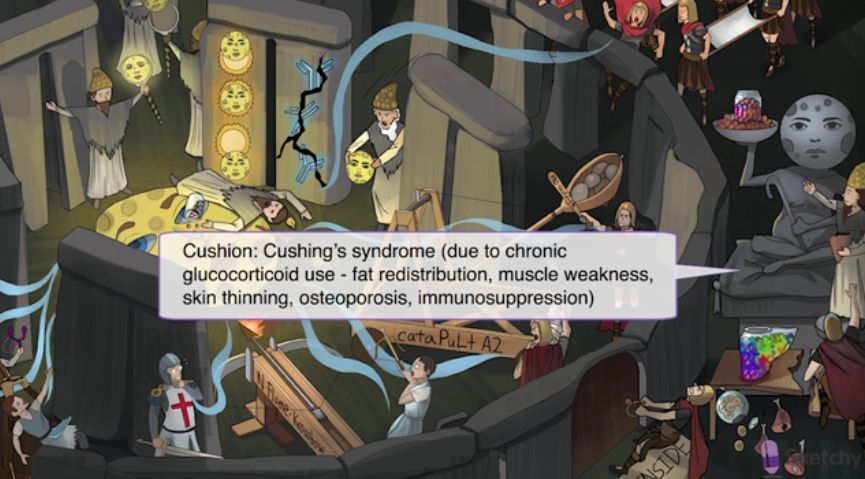 Cushion: Cushing's syndrome (due to chronic
glucocorticoid use - fat redistribution, muscle weakness,
skin thinning, osteoporosis, immunosuppression)
cataPuLt A2
INSIDE
Sketchy